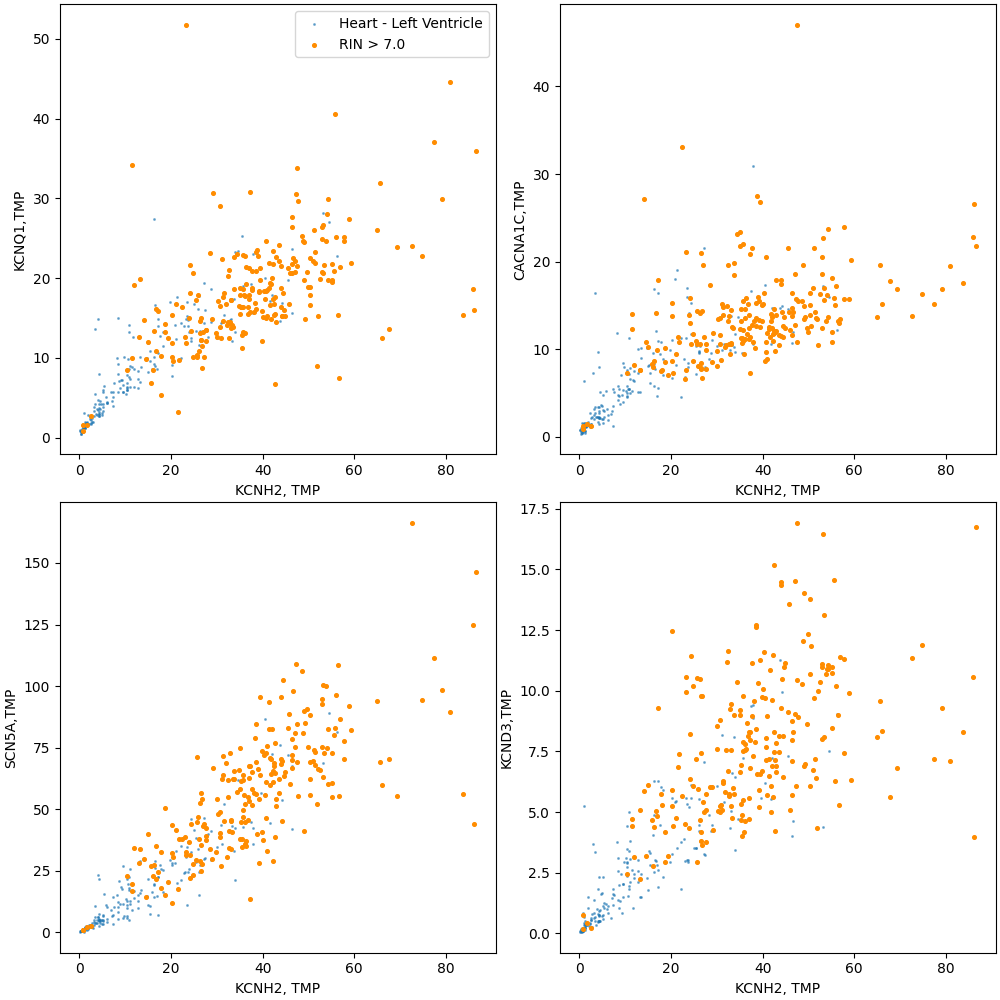 Heart - Left Ventricle
RIN > 7.0
50
40
30
20
10
0
KCNQ1,TMP
0 20 40 60 80
KCNH2, TMP
40
30
20
10
0
CACNA1C,TMP
0 20 40 60 80
KCNH2, TMP
150
125
100
75
50
25
0
SCN5A,TMP
0 20 40 60 80
KCNH2, TMP
17.5
15.0
12.5
10.0
7.5
5.0
2.5
0.0
KCND3,TMP
0 20 40 60 80
KCNH2, TMP